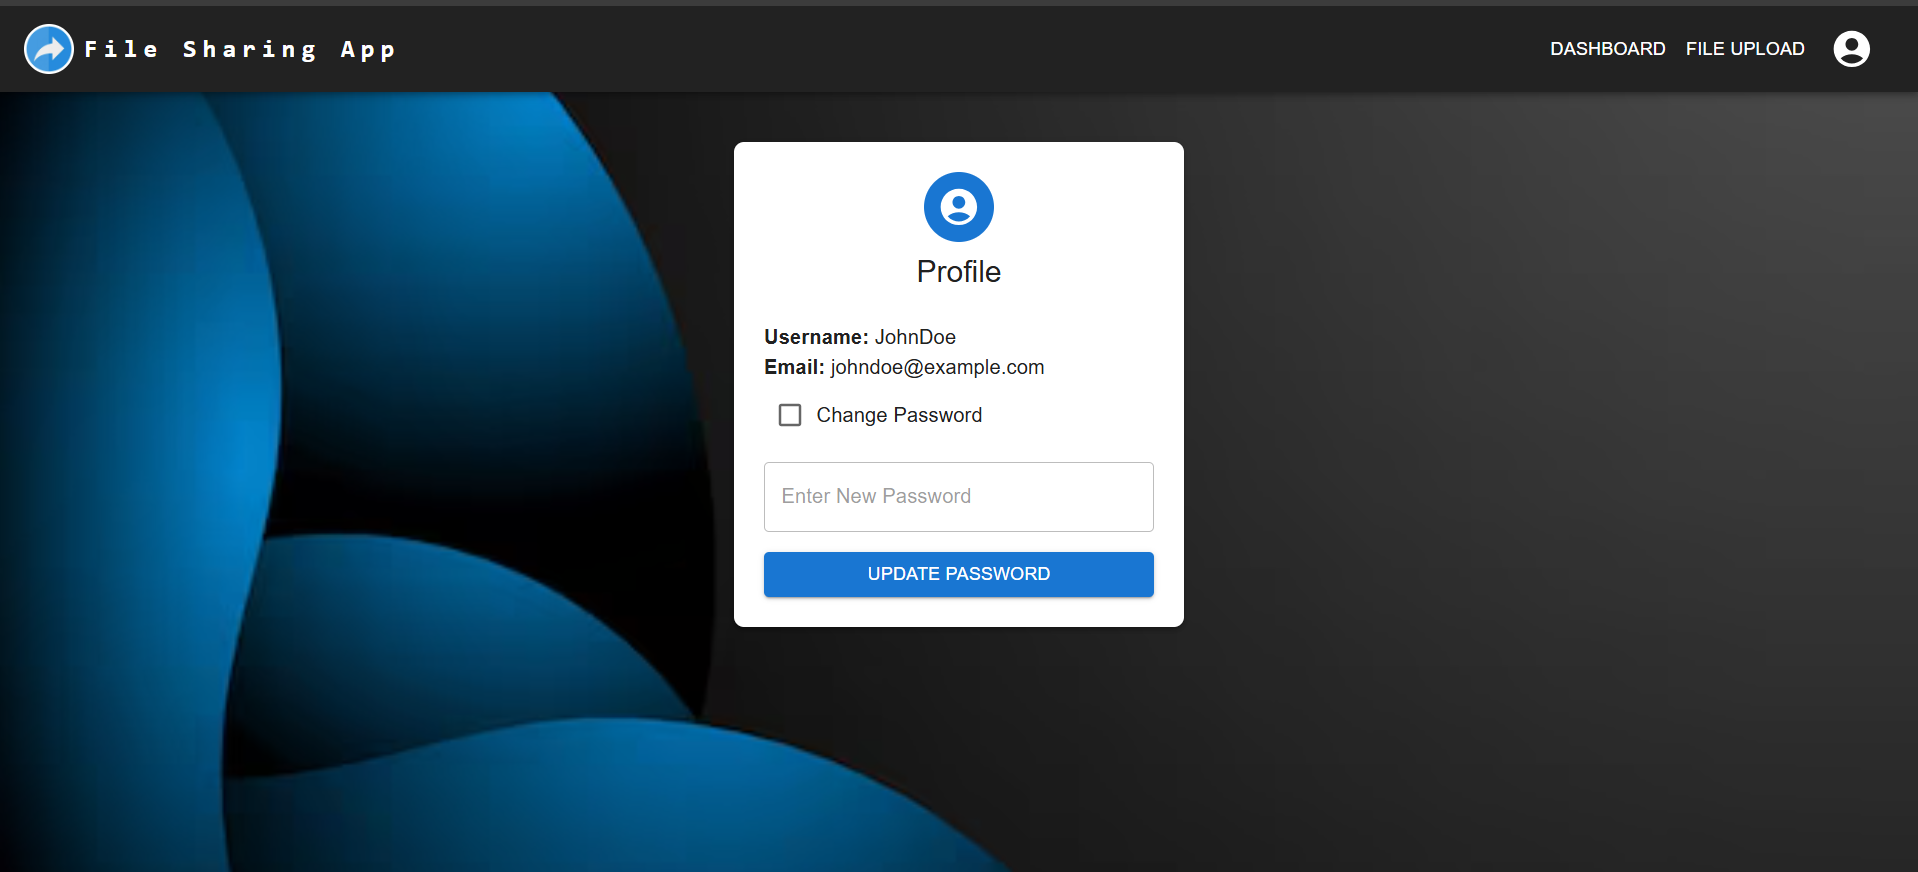 File Sharing App
DASHBOARD
FILE UPLOAD
Profile
Username: JohnDoe
Email: johndoe@example.com
Change Password
Enter New Password
UPDATE PASSWORD